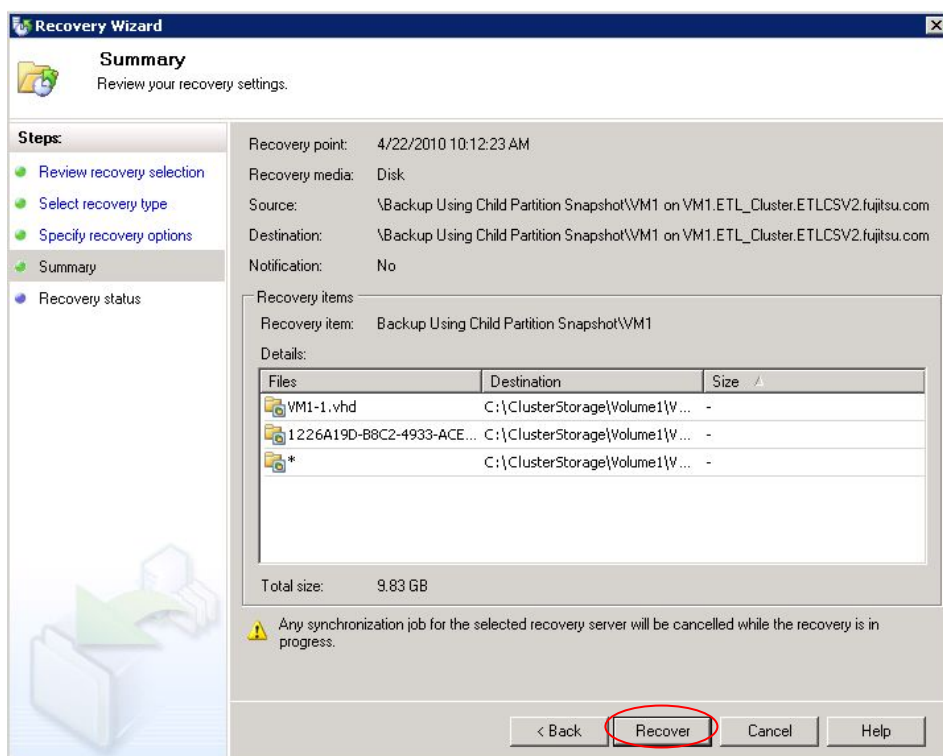 Recovery Wizard
Summary
Review your recovery settings.
Steps:
Review recovery selection
Select recovery type
Specify recovery options
Summary
Recovery status
Recovery point: 4/22/2010 10:12:23 AM
Recovery media: Disk
Source: \Backup Using Child Partition Snapshot\VM1 on VM1.ETL_Cluster.ETLCSV2.fujitsu.com
Destination: \Backup Using Child Partition Snapshot\VM1 on VM1.ETL_Cluster.ETLCSV2.fujitsu.com
Notification: No
Recovery items
Recovery item: Backup Using Child Partition Snapshot\VM1
Details:
Files Destination Size
VM1-1.vhd C:\ClusterStorage\Volume1\V... -
1226A19D-B8C2-4933-ACE... C:\ClusterStorage\Volume1\V... -
* C:\ClusterStorage\Volume1\V... -
Total size: 9.83 GB
Any synchronization job for the selected recovery server will be cancelled while the recovery is in
progress.
< Back Recover Cancel Help